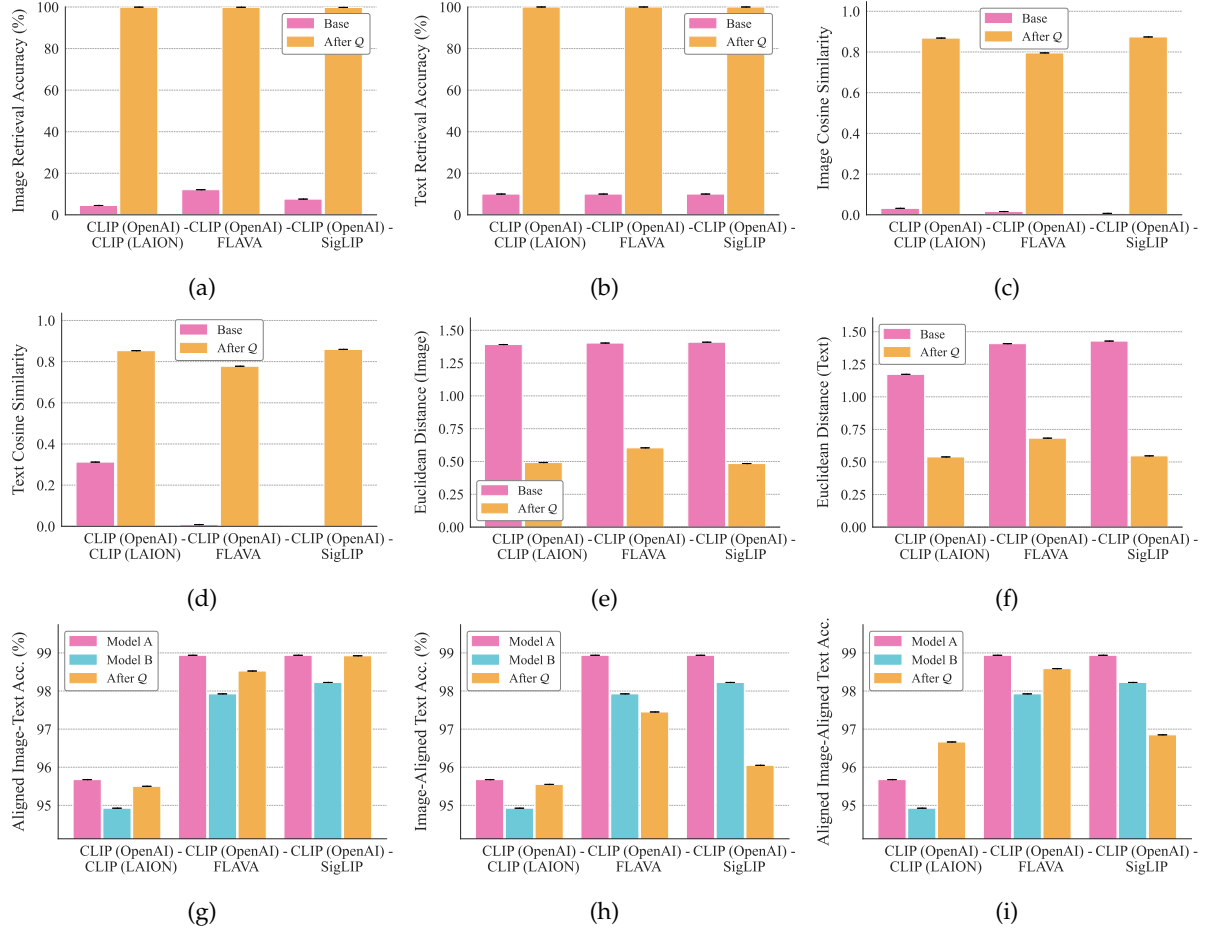 Image Retrieval Accuracy (%)
100
80
60
40
20
0
Base
After Q
CLIP (OpenAI) -CLIP (OpenAI) -CLIP (OpenAI) -
CLIP (LAION) FLAVA SigLIP
(a)
Text Retrieval Accuracy (%)
100
80
60
40
20
0
Base
After Q
CLIP (OpenAI) -CLIP (OpenAI) -CLIP (OpenAI) -
CLIP (LAION) FLAVA SigLIP
(b)
Image Cosine Similarity
1.0
0.8
0.6
0.4
0.2
0.0
Base
After Q
CLIP (OpenAI) -CLIP (OpenAI) -CLIP (OpenAI) -
CLIP (LAION) FLAVA SigLIP
(c)
Text Cosine Similarity
1.0
0.8
0.6
0.4
0.2
0.0
Base
After Q
CLIP (OpenAI) -CLIP (OpenAI) -CLIP (OpenAI) -
CLIP (LAION) FLAVA SigLIP
(d)
Euclidean Distance (Image)
1.50
1.25
1.00
0.75
0.50
0.25
0.00
Base
After Q
CLIP (OpenAI) -CLIP (OpenAI) -CLIP (OpenAI) -
CLIP (LAION) FLAVA SigLIP
(e)
Euclidean Distance (Text)
1.50
1.25
1.00
0.75
0.50
0.25
0.00
Base
After Q
CLIP (OpenAI) -CLIP (OpenAI) -CLIP (OpenAI) -
CLIP (LAION) FLAVA SigLIP
(f)
Aligned Image-Text Acc. (%)
99
98
97
96
95
Model A
Model B
After Q
CLIP (OpenAI) -CLIP (OpenAI) -CLIP (OpenAI) -
CLIP (LAION) FLAVA SigLIP
(g)
Image-Aligned Text Acc. (%)
99
98
97
96
95
Model A
Model B
After Q
CLIP (OpenAI) -CLIP (OpenAI) -CLIP (OpenAI) -
CLIP (LAION) FLAVA SigLIP
(h)
Aligned Image-Aligned Text Acc.
99
98
97
96
95
Model A
Model B
After Q
CLIP (OpenAI) -CLIP (OpenAI) -CLIP (OpenAI) -
CLIP (LAION) FLAVA SigLIP
(i)